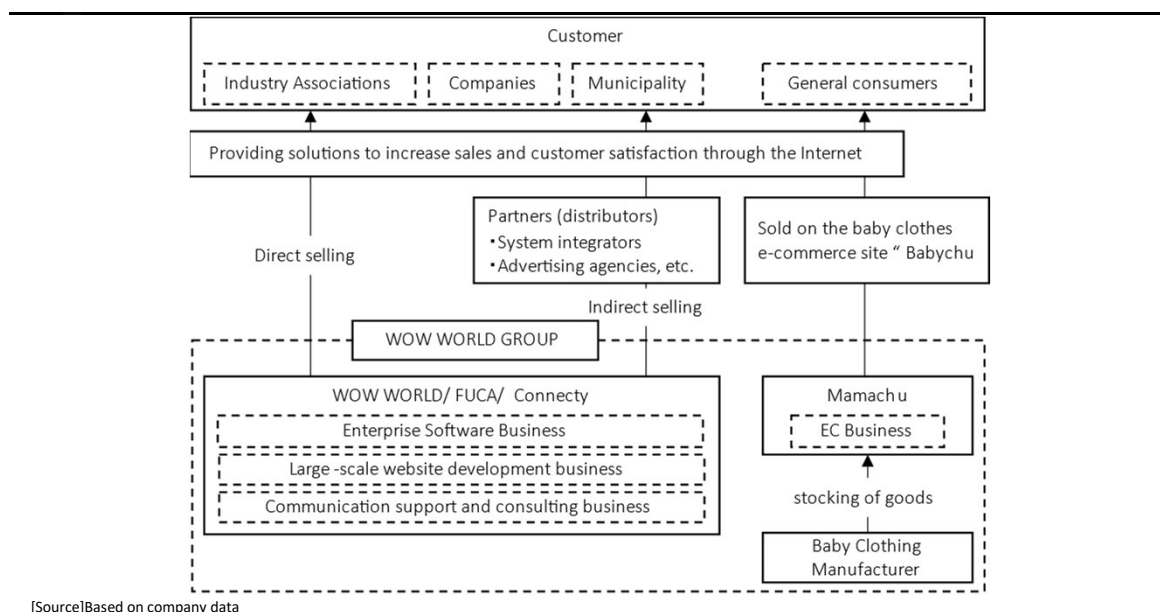 Customer
Industry Associations
Companies
Municipality
General consumers
Providing solutions to increase sales and customer satisfaction through the Internet
Partners (distributors)
・System integrators
・Advertising agencies, etc.
Sold on the baby clothes
e-commerce site “ Babychu
Direct selling
Indirect selling
WOW WORLD GROUP
WOW WORLD/ FUCA/ Connecty
Enterprise Software Business
Large -scale website development business
Communication support and consulting business
Mamachu
EC Business
stocking of goods
Baby Clothing
Manufacturer
[Source]Based on company data